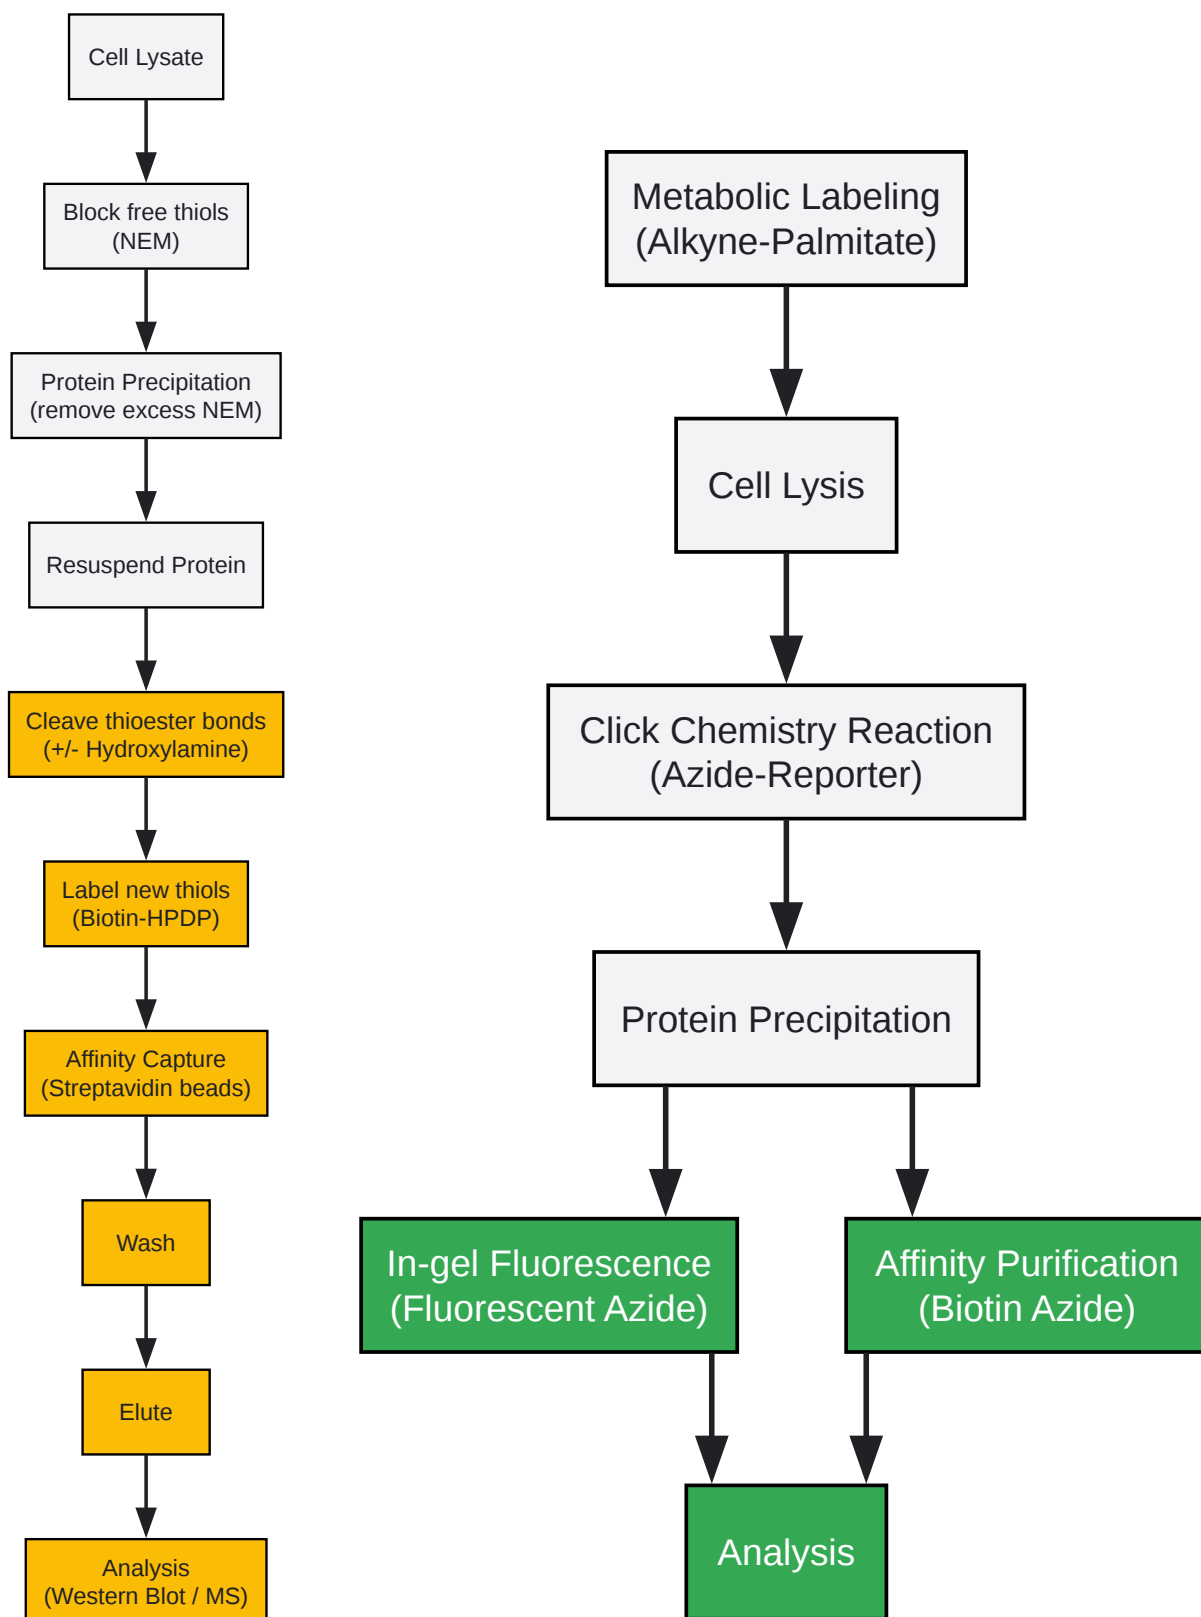 Cell Lysate
Block free thiols
(NEM)
Protein Precipitation
(remove excess NEM)
Resuspend Protein
Cleave thioester bonds
(+/- Hydroxylamine)
Label new thiols
(Biotin-HPDP)
Affinity Capture
(Streptavidin beads)
Wash
Elute
Analysis
(Western Blot / MS)
Metabolic Labeling
(Alkyne-Palmitate)
Cell Lysis
Click Chemistry Reaction
(Azide-Reporter)
Protein Precipitation
In-gel Fluorescence
(Fluorescent Azide)
Affinity Purification
(Biotin Azide)
Analysis